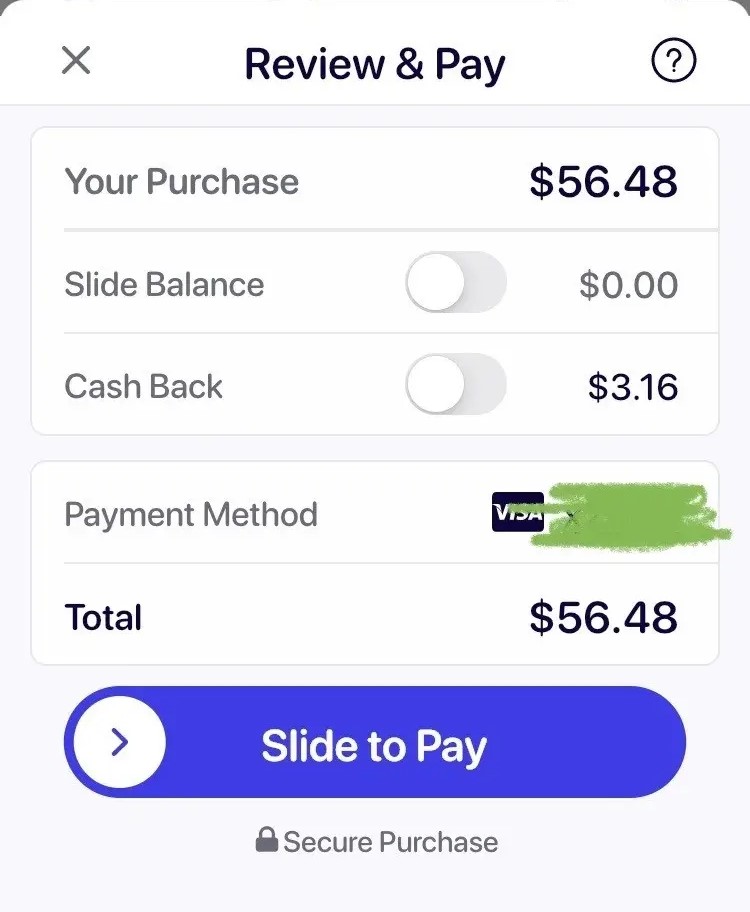 Review & Pay ?
Your Purchase $56.48
Slide Balance $0.00
Cash Back $3.16
Payment Method VISA
Total $56.48
Slide to Pay
Secure Purchase